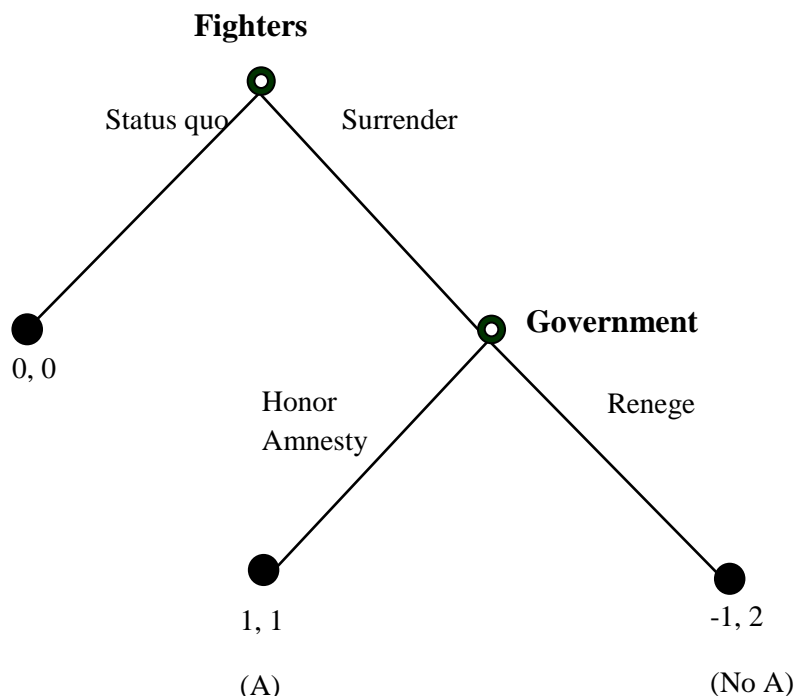 Fighters
Status quo
Surrender
Government
0, 0
Honor
Amnesty
Renege
1, 1
-1, 2
(A)
(No A)